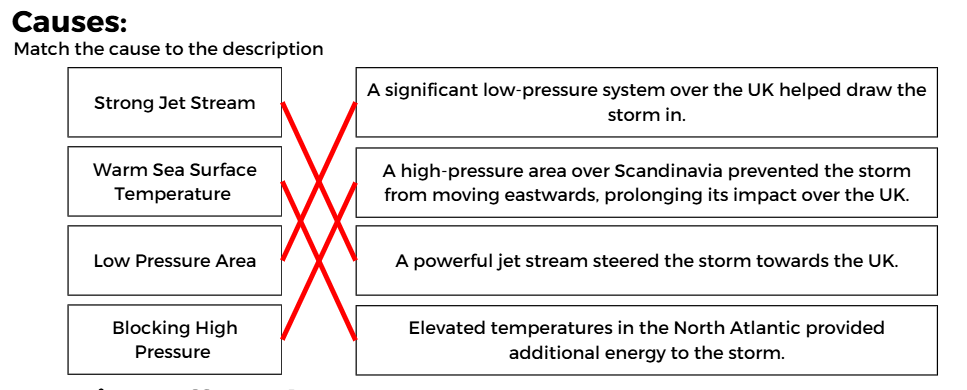 Causes:
Match the cause to the description
Strong Jet Stream
A significant low-pressure system over the UK helped draw the
storm in.
Warm Sea Surface
Temperature
A high-pressure area over Scandinavia prevented the storm
from moving eastwards, prolonging its impact over the UK.
Low Pressure Area
A powerful jet stream steered the storm towards the UK.
Blocking High
Pressure
Elevated temperatures in the North Atlantic provided
additional energy to the storm.